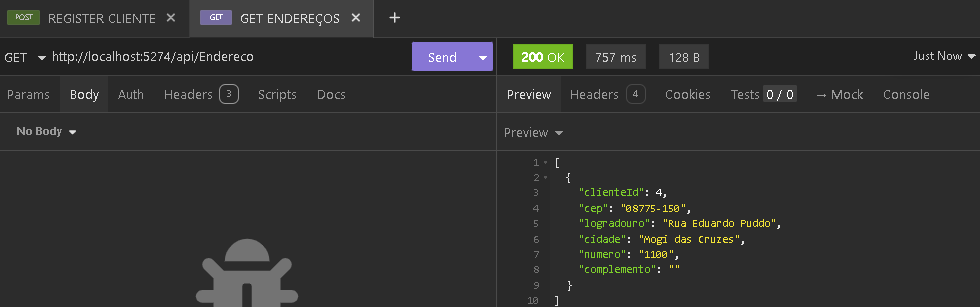 POST REGISTER CLIENTE × GET GET ENDEREÇOS × +
GET http://localhost:5274/api/Endereco Send 200 OK 757 ms 128 B Just Now
Params Body Auth Headers 3 Scripts Docs
Preview Headers 4 Cookies Tests 0 / 0 → Mock Console
No Body
Preview
1 [
2 {
3 "clienteId": 4,
4 "cep": "08775-150",
5 "logradouro": "Rua Eduardo Puddo",
6 "cidade": "Mogi das Cruzes",
7 "numero": "1100",
8 "complemento": ""
9 }
10 ]